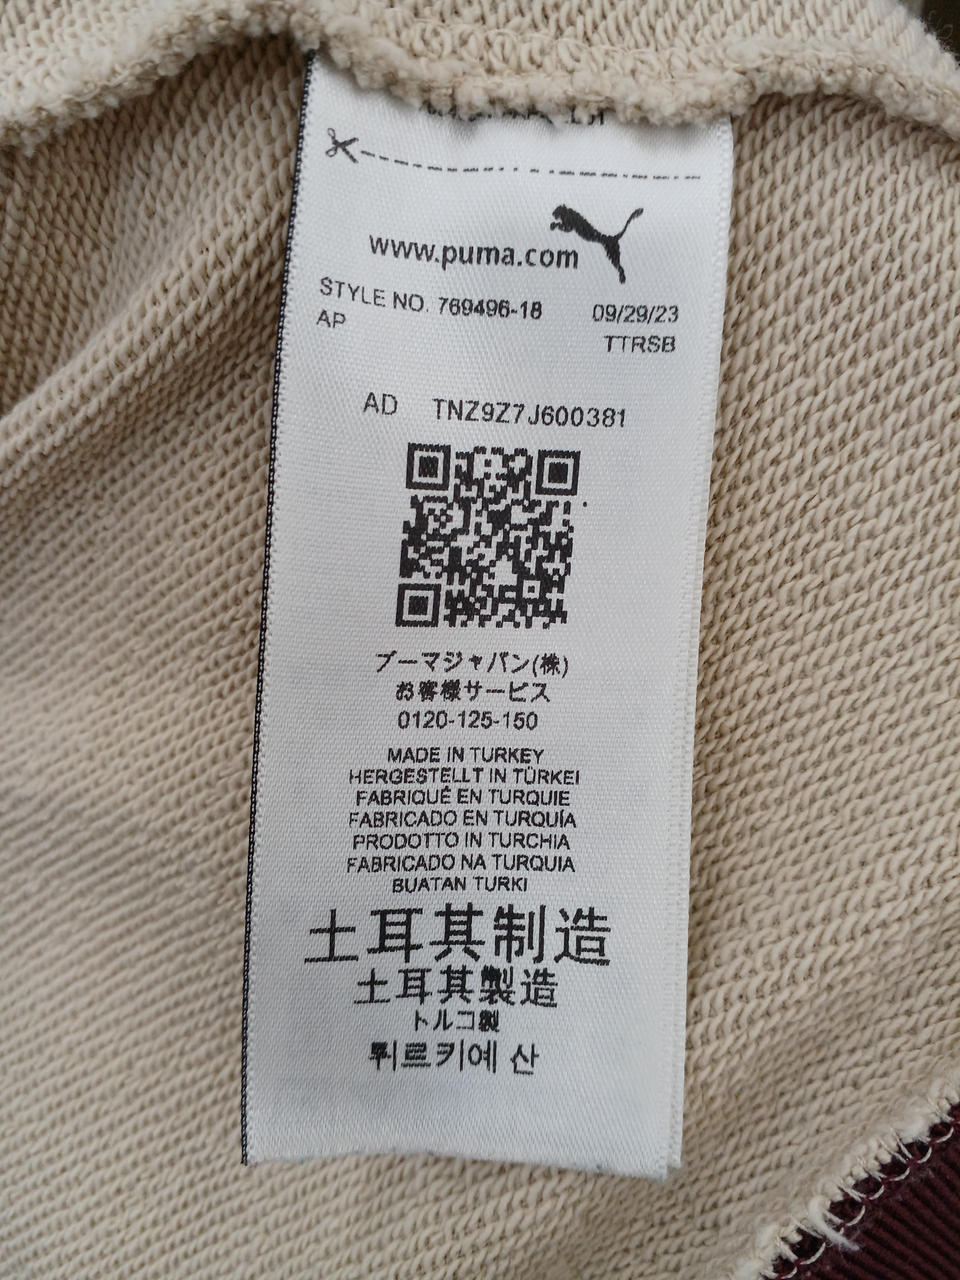 www.puma.com
STYLE NO. 769496-18 09/29/23
AP TTRSB
AD TNZ9Z7J600381
プーマジャパン(株)
お客様サービス
0120-125-150
MADE IN TURKEY
HERGESTELLT IN TÜRKEI
FABRIQUÉ EN TURQUIE
FABRICADO EN TURQUÍA
PRODOTTO IN TURCHIA
FABRICADO NA TURQUIA
BUATAN TURKI
土耳其制造
土耳其製造
トルコ製
튀르키예 산